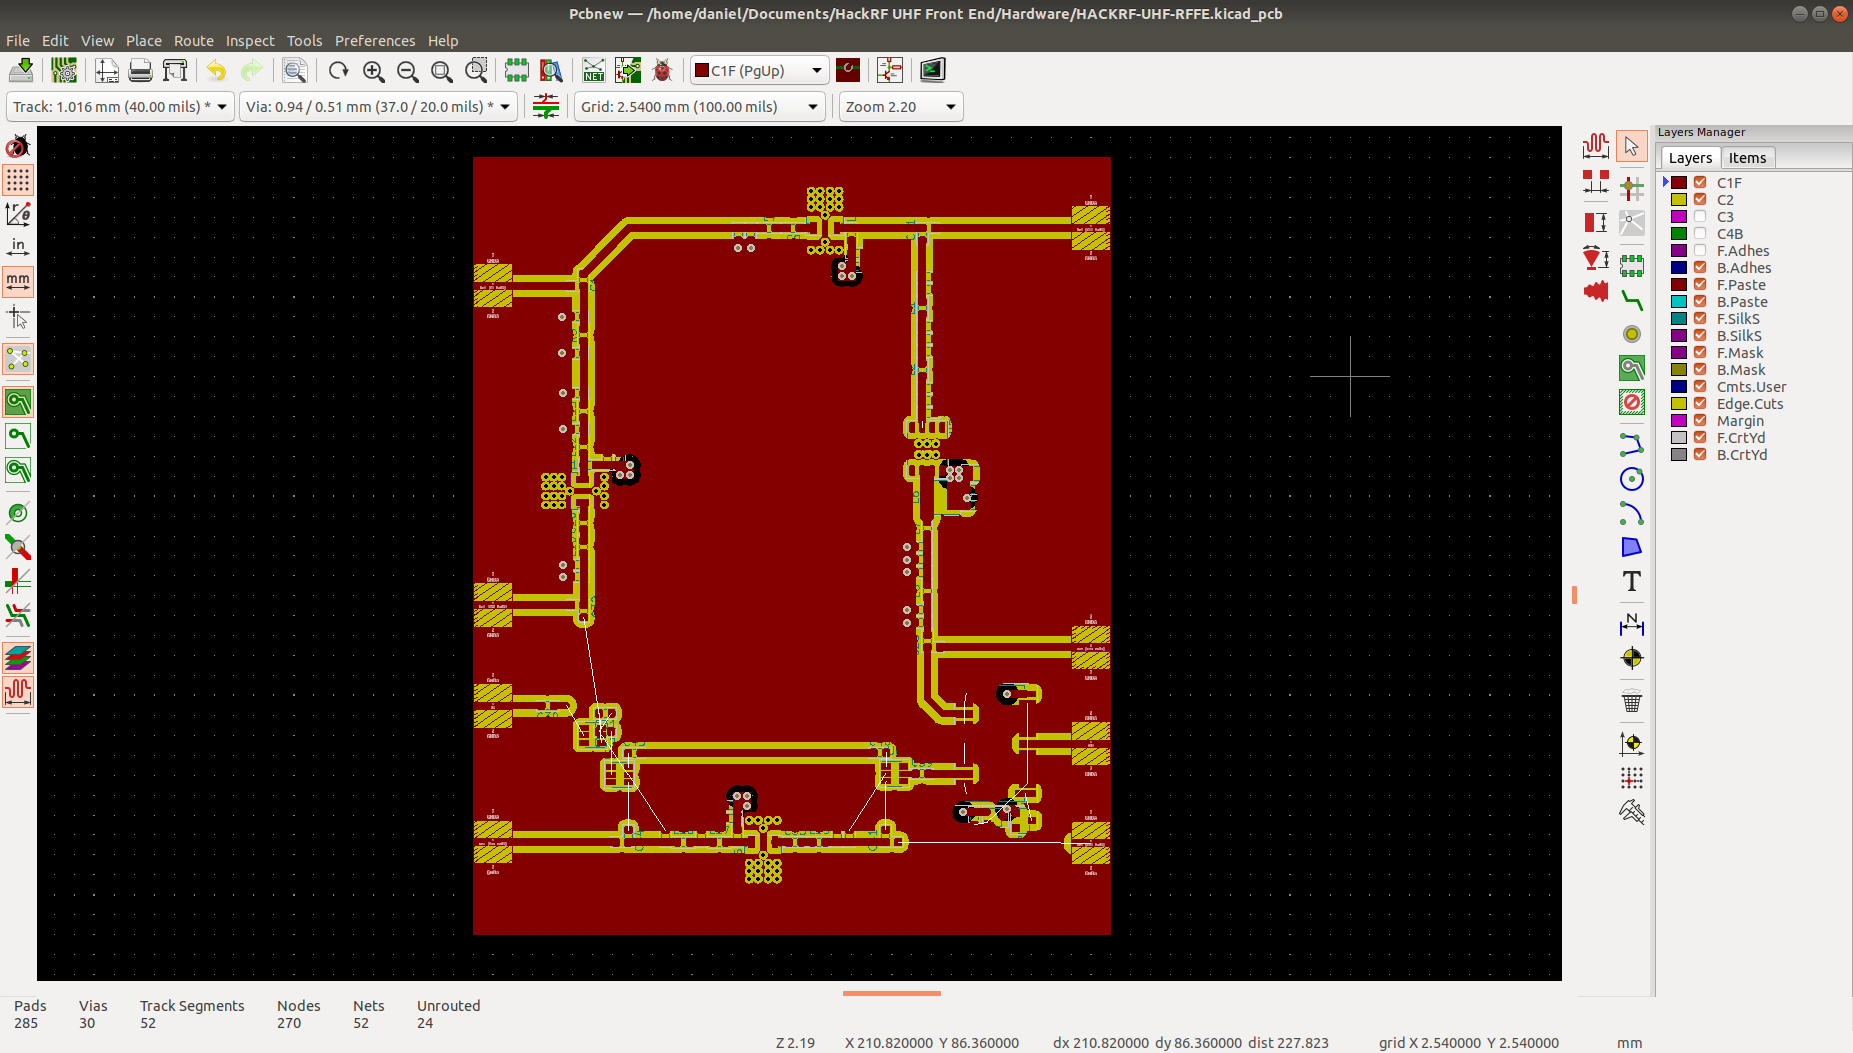 Pcbnew — /home/daniel/Documents/HackRF UHF Front End/Hardware/HACKRF-UHF-RFFE.kicad_pcb
File Edit View Place Route Inspect Tools Preferences Help
NET
C1F (PgUp)
Track: 1.016 mm (40.00 mils) *
Via: 0.94 / 0.51 mm (37.0 / 20.0 mils) *
Grid: 2.5400 mm (100.00 mils)
Zoom 2.20
Layers Manager
Layers Items
C1F
C2
C3
C4B
F.Adhes
B.Adhes
F.Paste
B.Paste
F.SilkS
B.SilkS
F.Mask
B.Mask
Cmts.User
Edge.Cuts
Margin
F.CrtYd
B.CrtYd
in
mm
T
N
Pads Vias Track Segments Nodes Nets Unrouted
285 30 52 270 52 24
Z 2.19 X 210.820000 Y 86.360000 dx 210.820000 dy 86.360000 dist 227.823 grid X 2.540000 Y 2.540000 mm